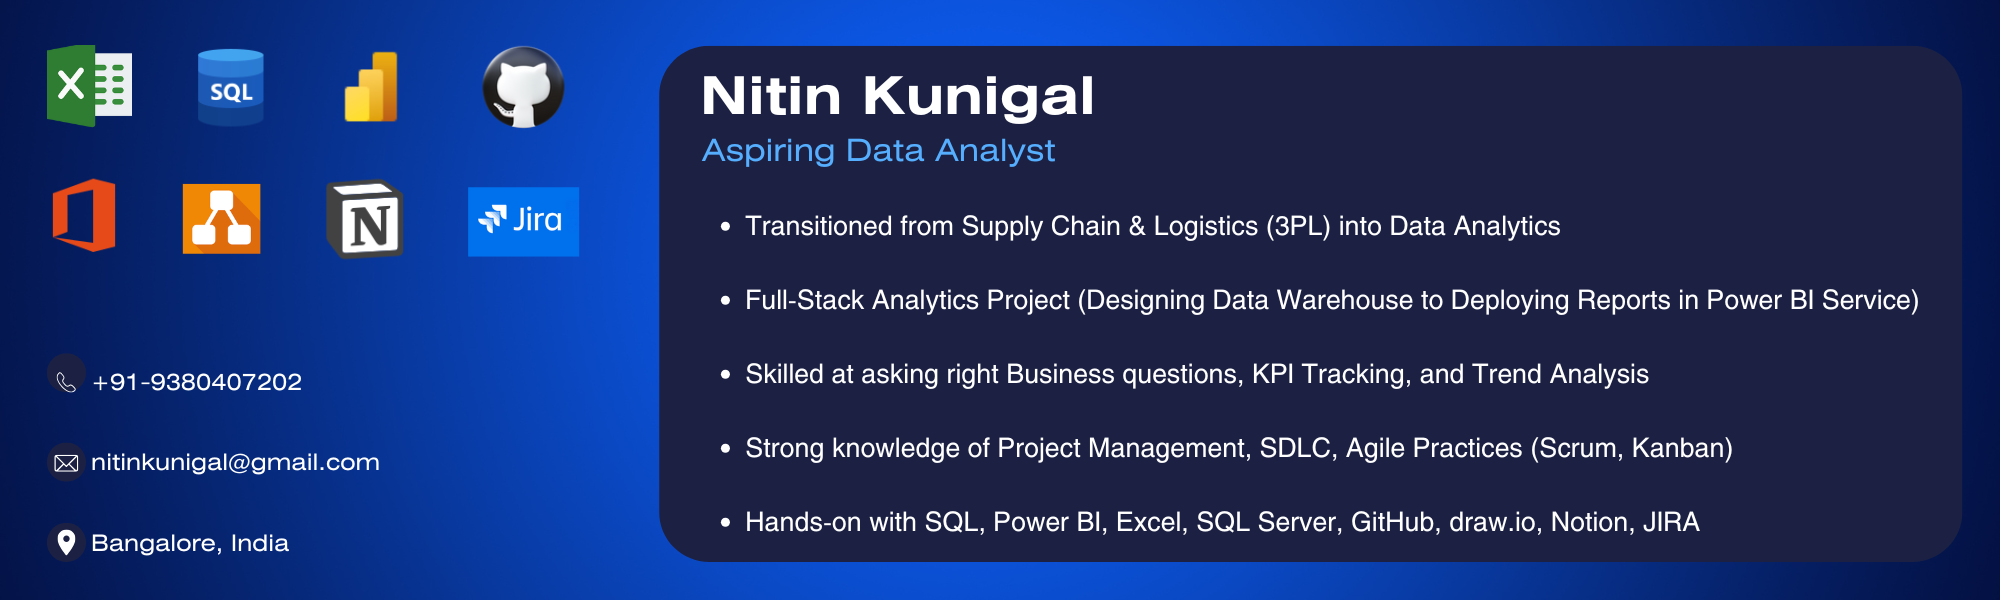 X
SQL
N
Jira
+91-9380407202
nitinkunigal@gmail.com
Bangalore, India
Nitin Kunigal
Aspiring Data Analyst
• Transitioned from Supply Chain & Logistics (3PL) into Data Analytics
• Full-Stack Analytics Project (Designing Data Warehouse to Deploying Reports in Power BI Service)
• Skilled at asking right Business questions, KPI Tracking, and Trend Analysis
• Strong knowledge of Project Management, SDLC, Agile Practices (Scrum, Kanban)
• Hands-on with SQL, Power BI, Excel, SQL Server, GitHub, draw.io, Notion, JIRA